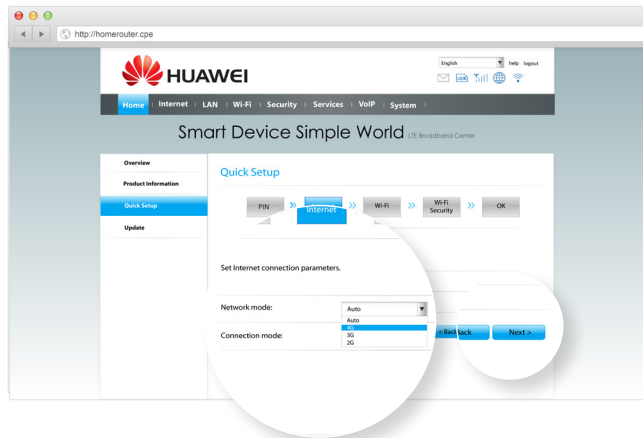 http://homerouter.cpe
English
help logout
HUAWEI
Home Internet LAN Wi-Fi Security Services VoIP System
Smart Device Simple World LTE Broadband Center
Overview
Product Information
Quick Setup
Update
Quick Setup
PIN >> Internet >> Wi-Fi >> Wi-Fi Security >> OK
Set Internet connection parameters.
Network mode: Auto
Auto
4G
3G
2G
Connection mode:
< Back
Back
Next >